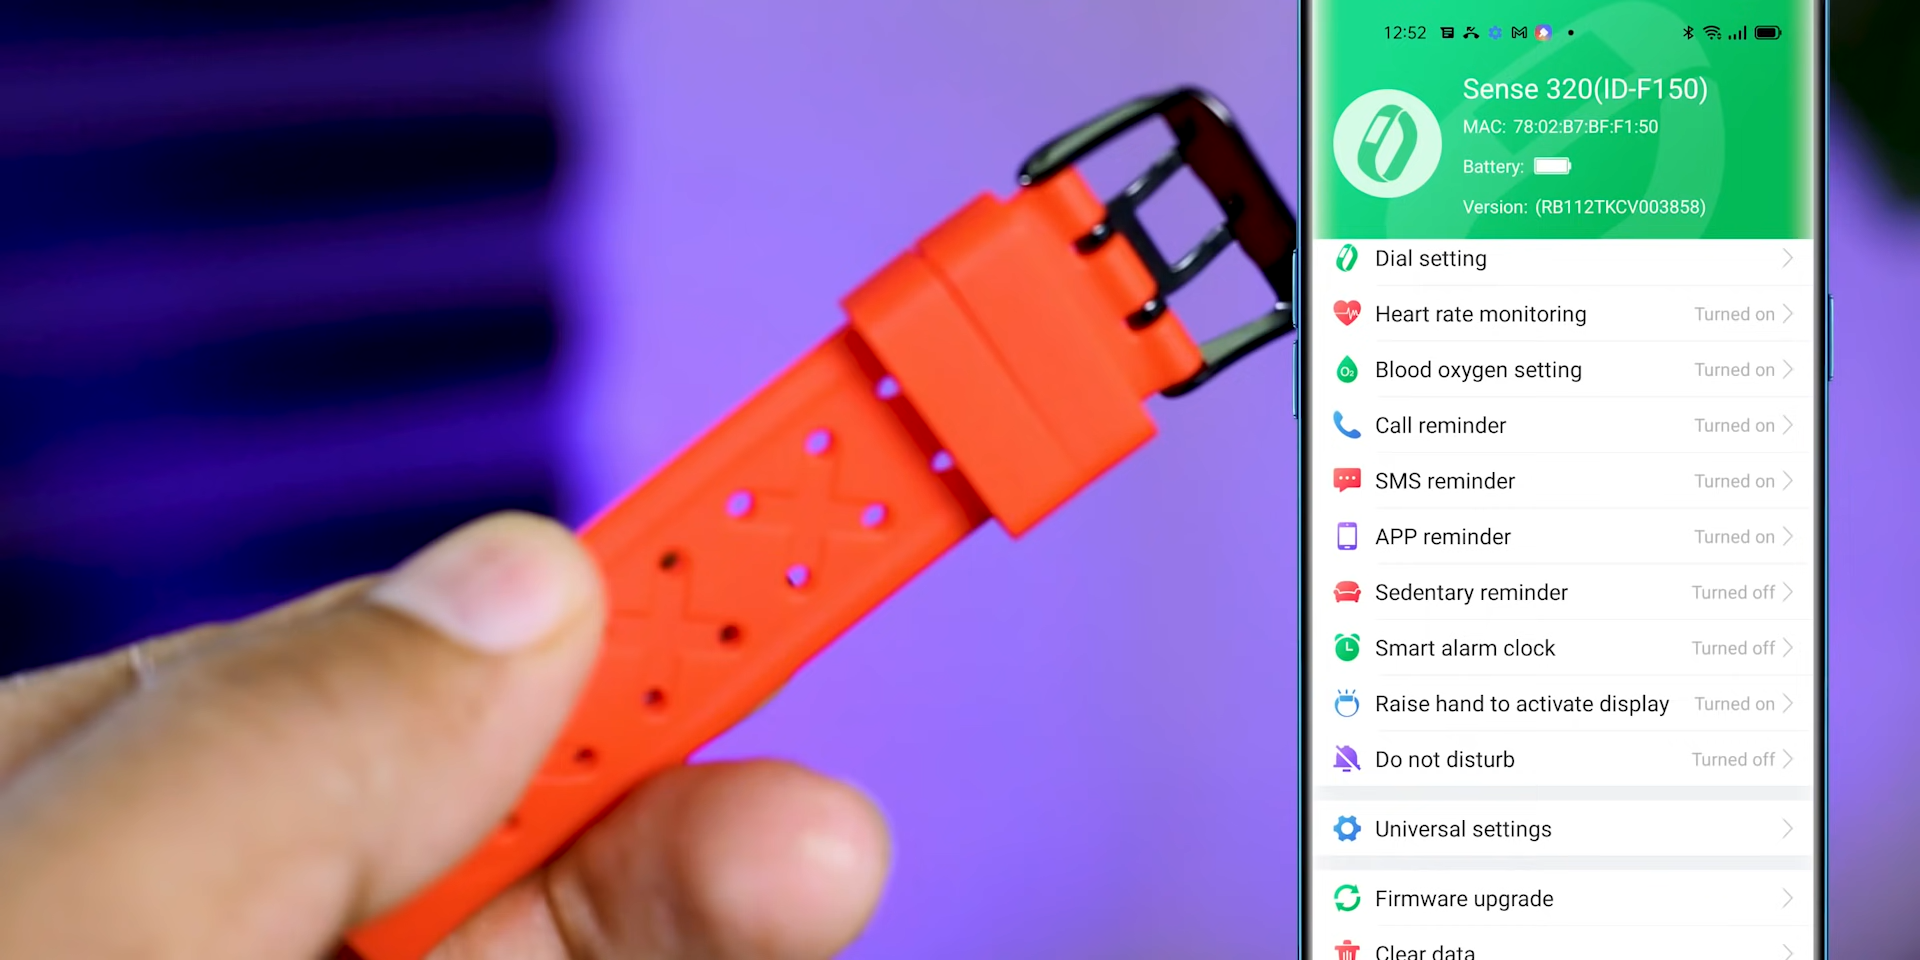 12:52
Sense 320(ID-F150)
MAC: 78:02:B7:BF:F1:50
Battery:
Version: (RB112TKCV003858)
Dial setting
Heart rate monitoring Turned on
Blood oxygen setting Turned on
O₂
Call reminder Turned on
SMS reminder Turned on
APP reminder Turned on
Sedentary reminder Turned off
Smart alarm clock Turned off
Raise hand to activate display Turned on
Do not disturb Turned off
Universal settings
Firmware upgrade
Clear data